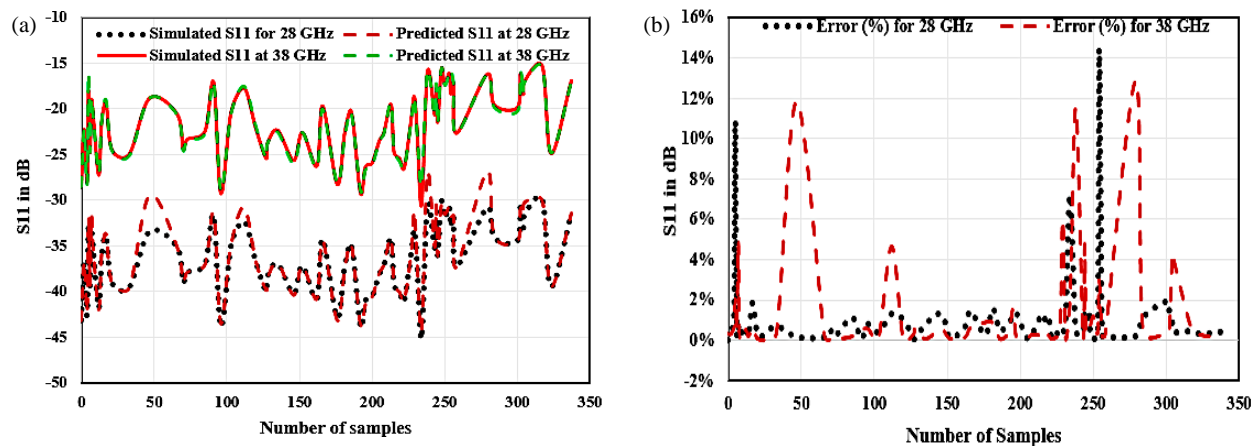 (a)
Simulated S11 for 28 GHz
Predicted S11 at 28 GHz
Simulated S11 at 38 GHz
Predicted S11 at 38 GHz
S11 in dB
-10
-15
-20
-25
-30
-35
-40
-45
-50
0 50 100 150 200 250 300 350
Number of samples
(b)
Error (%) for 28 GHz
Error (%) for 38 GHz
S11 in dB
16%
14%
12%
10%
8%
6%
4%
2%
0%
-2%
0 50 100 150 200 250 300 350
Number of Samples